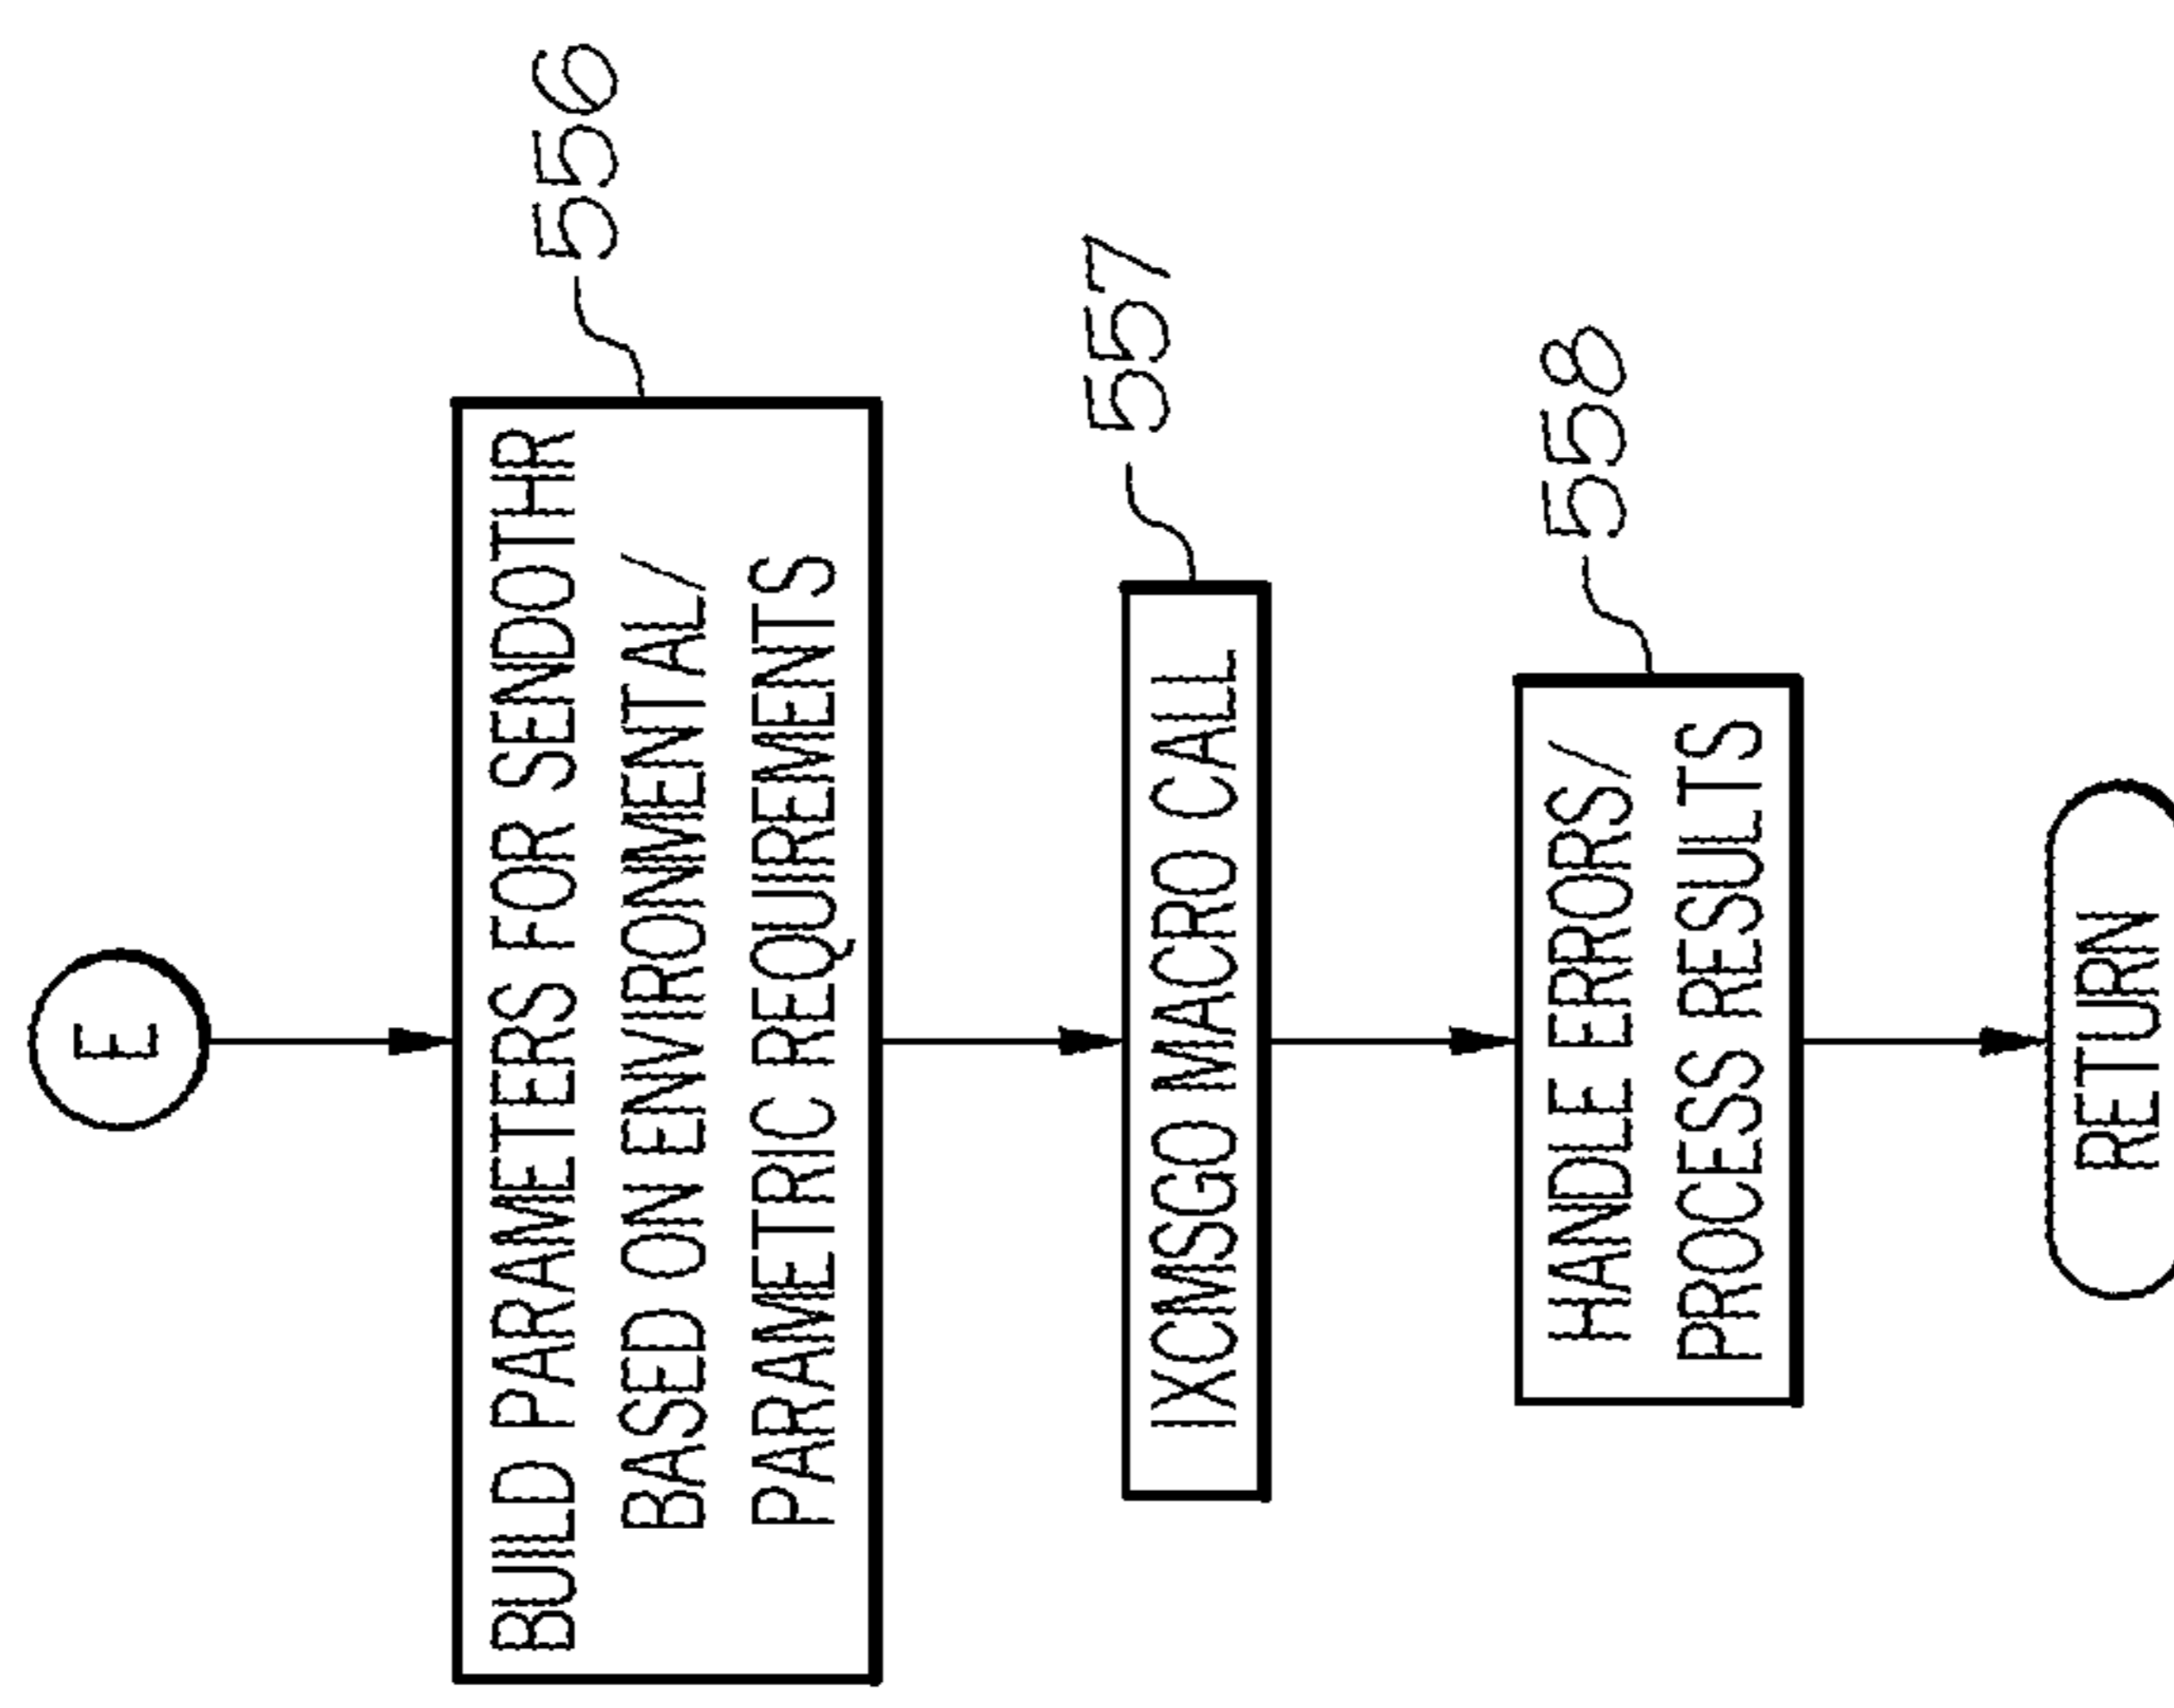 E
556
BUILD PARAMETERS FOR SENDOTHR
BASED ON ENVIRONMENTAL/
PARAMETRIC REQUIREMENTS
557
IXCMSGO MACRO CALL
558
HANDLE ERRORS/
PROCESS RESULTS
RETURN